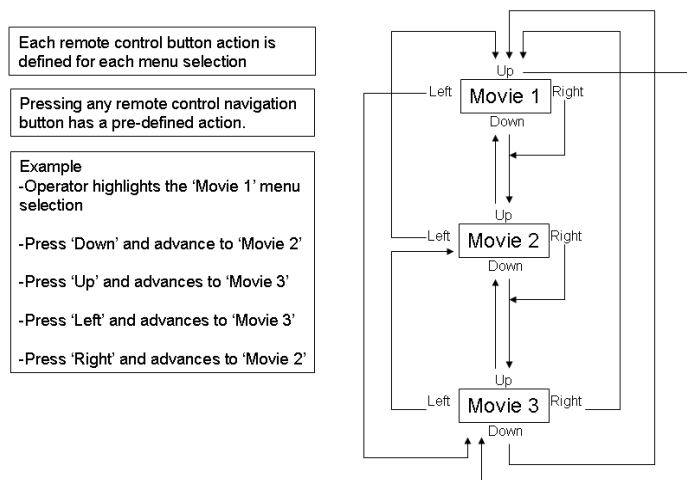 Each remote control button action is
defined for each menu selection
Pressing any remote control navigation
button has a pre-defined action.
Example
-Operator highlights the ‘Movie 1’ menu
selection
-Press ‘Down’ and advance to ‘Movie 2’
-Press ‘Up’ and advances to ‘Movie 3’
-Press ‘Left’ and advances to ‘Movie 3’
-Press ‘Right’ and advances to ‘Movie 2’
Up
Left Movie 1 Right
Down
Up
Left Movie 2 Right
Down
Up
Left Movie 3 Right
Down